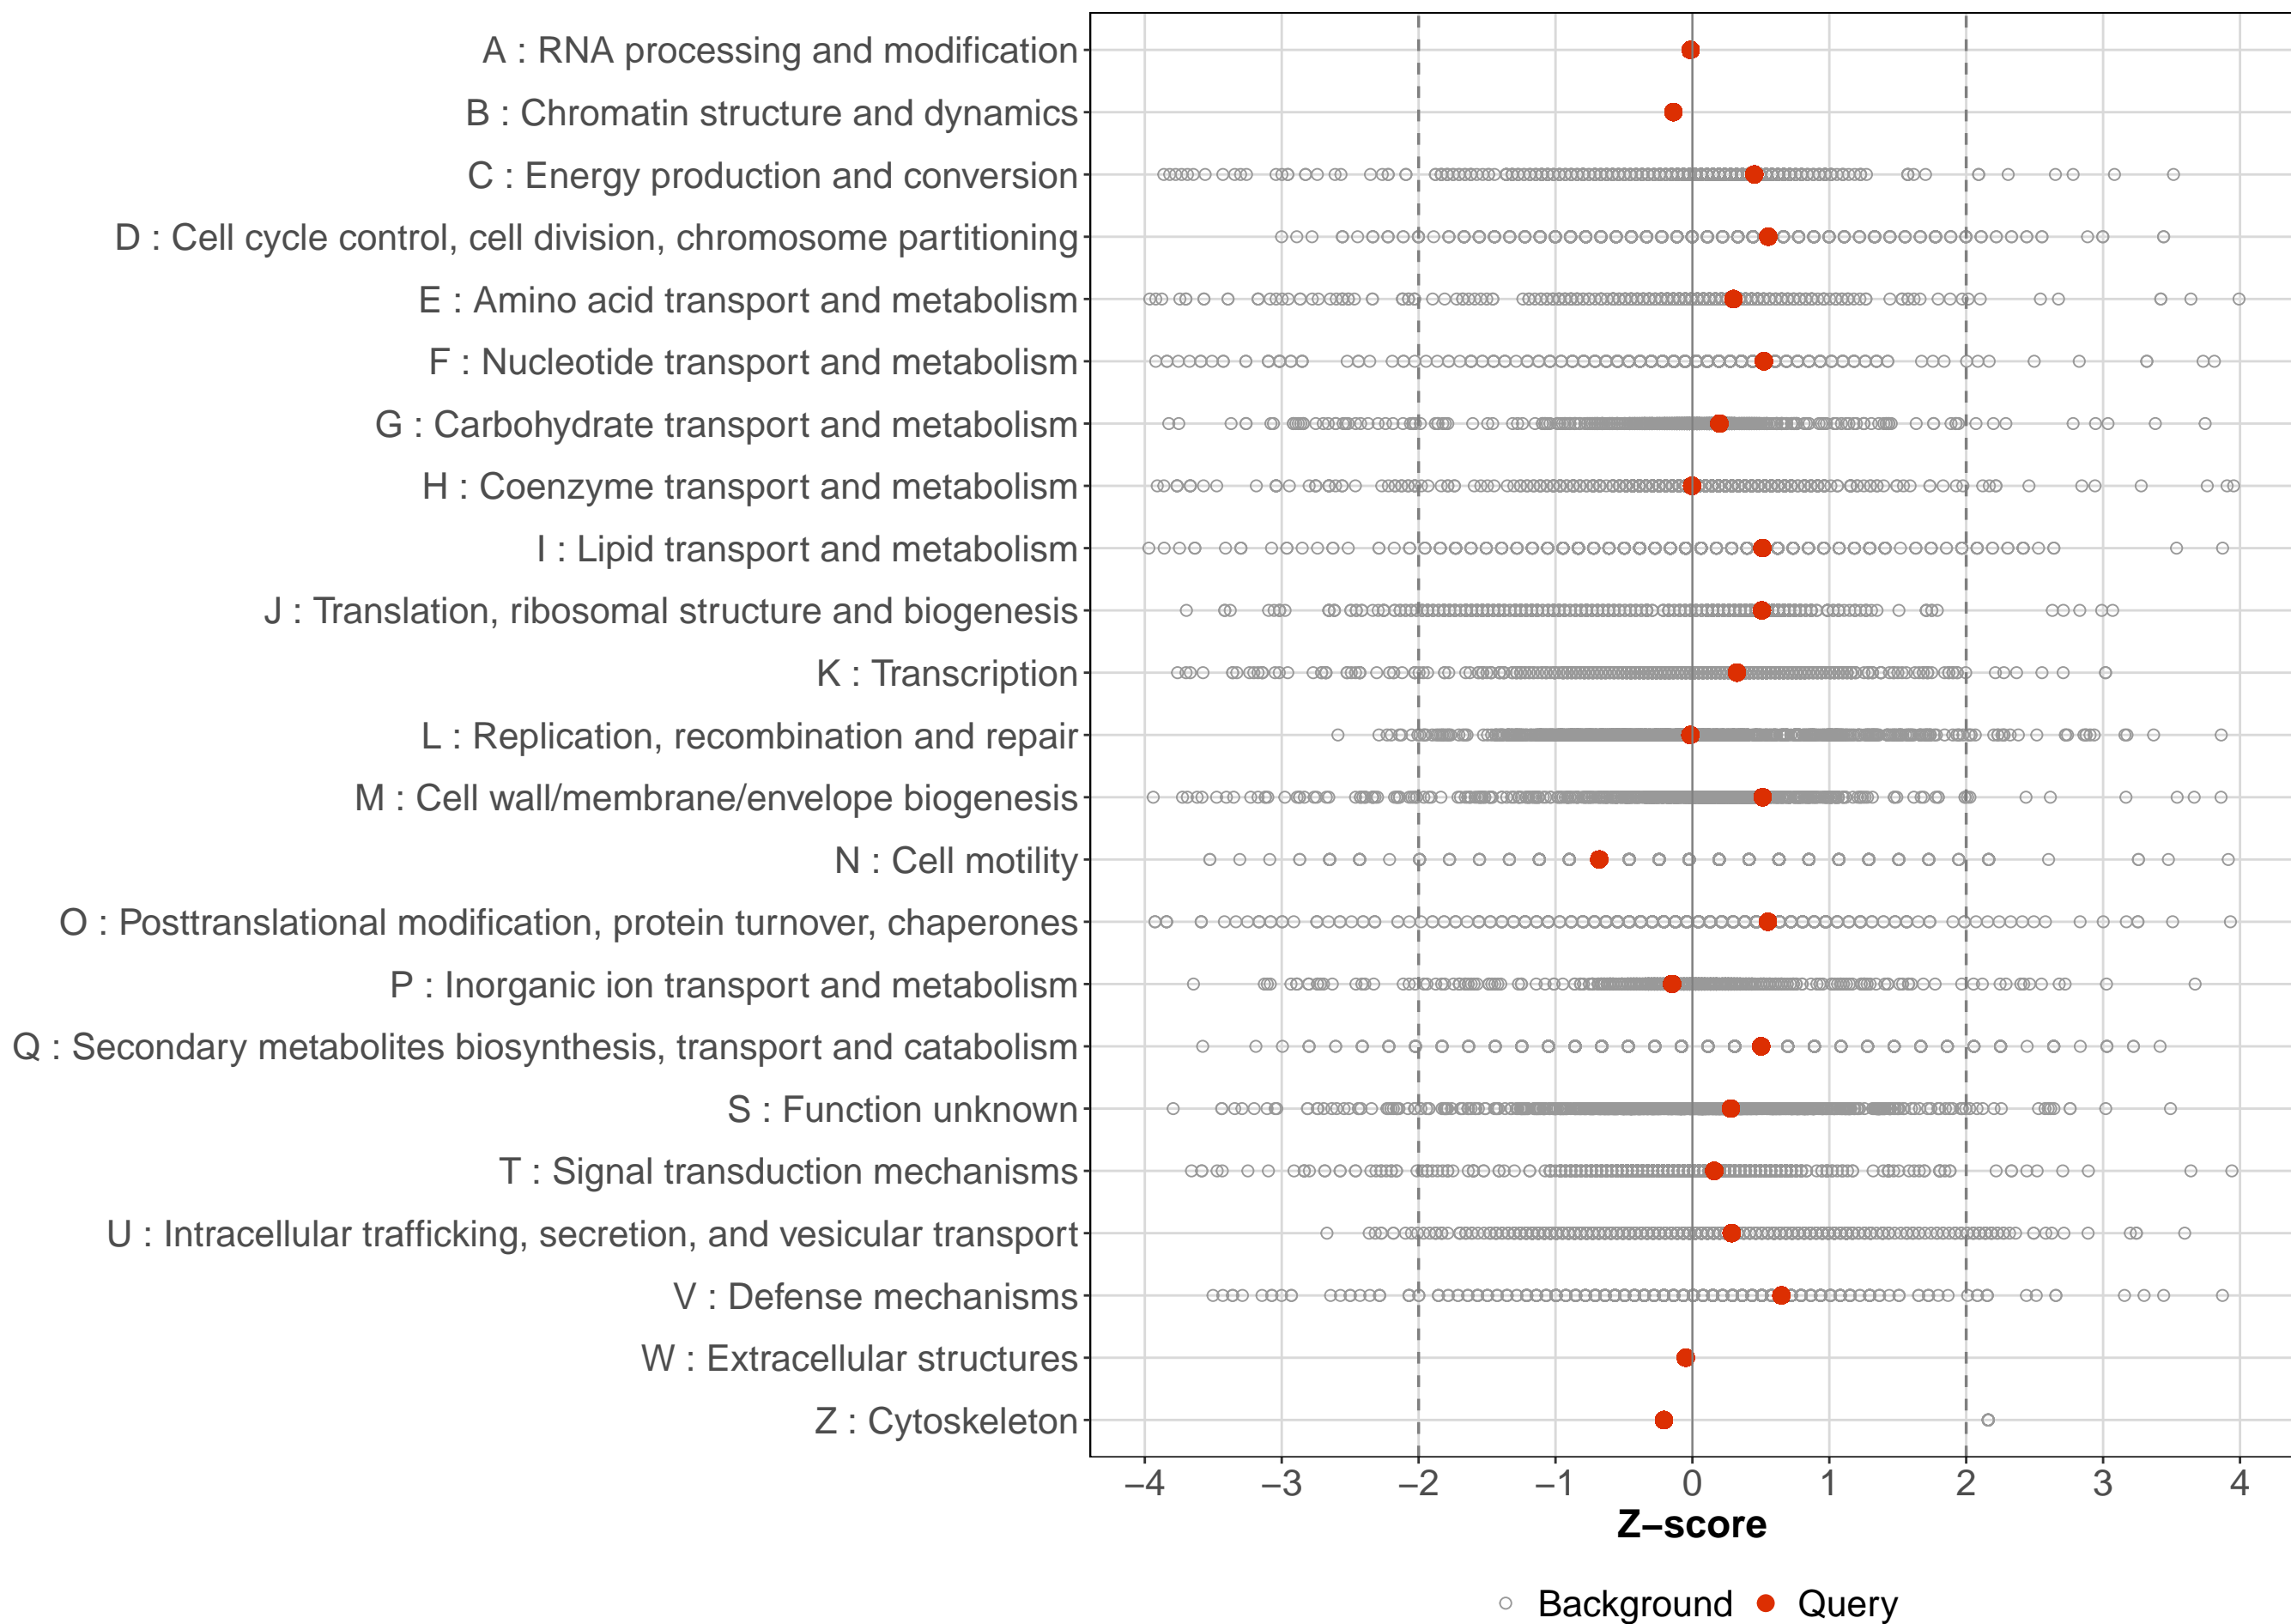 A : RNA processing and modification
B : Chromatin structure and dynamics
C : Energy production and conversion
D : Cell cycle control, cell division, chromosome partitioning
E : Amino acid transport and metabolism
F : Nucleotide transport and metabolism
G : Carbohydrate transport and metabolism
H : Coenzyme transport and metabolism
I : Lipid transport and metabolism
J : Translation, ribosomal structure and biogenesis
K : Transcription
L : Replication, recombination and repair
M : Cell wall/membrane/envelope biogenesis
N : Cell motility
O : Posttranslational modification, protein turnover, chaperones
P : Inorganic ion transport and metabolism
Q : Secondary metabolites biosynthesis, transport and catabolism
S : Function unknown
T : Signal transduction mechanisms
U : Intracellular trafficking, secretion, and vesicular transport
V : Defense mechanisms
W : Extracellular structures
Z : Cytoskeleton
−4 −3 −2 −1 0 1 2 3 4
Z−score
Background Query